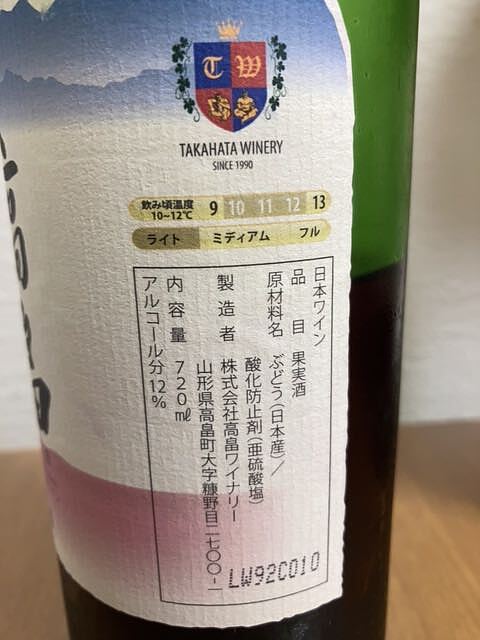 T W
TAKAHATA WINERY
SINCE 1990
飲み頃温度
10~12℃
9 10 11 12 13
ライト ミディアム フル
日本ワイン
品目 果実酒
原材料名 ぶどう(日本産)/
酸化防止剤(亜硫酸塩)
製造者 株式会社高畠ワイナリー
山形県高畠町大字糠野目二七〇〇-一
内容量 720㎖
アルコール分 12%
LW92C010